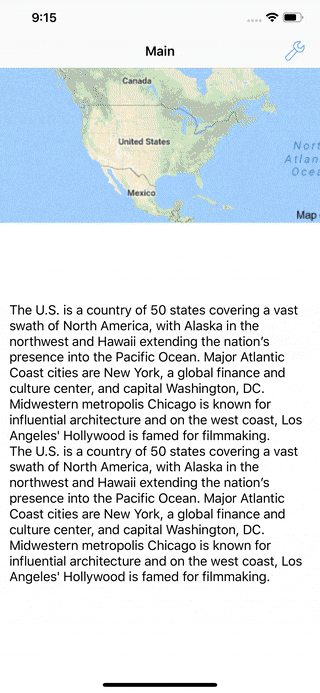 9:15
Main
Canada
United States
Mexico
Nort
Atlan
Ocea
Map
The U.S. is a country of 50 states covering a vast
swath of North America, with Alaska in the
northwest and Hawaii extending the nation’s
presence into the Pacific Ocean. Major Atlantic
Coast cities are New York, a global finance and
culture center, and capital Washington, DC.
Midwestern metropolis Chicago is known for
influential architecture and on the west coast, Los
Angeles' Hollywood is famed for filmmaking.
The U.S. is a country of 50 states covering a vast
swath of North America, with Alaska in the
northwest and Hawaii extending the nation’s
presence into the Pacific Ocean. Major Atlantic
Coast cities are New York, a global finance and
culture center, and capital Washington, DC.
Midwestern metropolis Chicago is known for
influential architecture and on the west coast, Los
Angeles' Hollywood is famed for filmmaking.